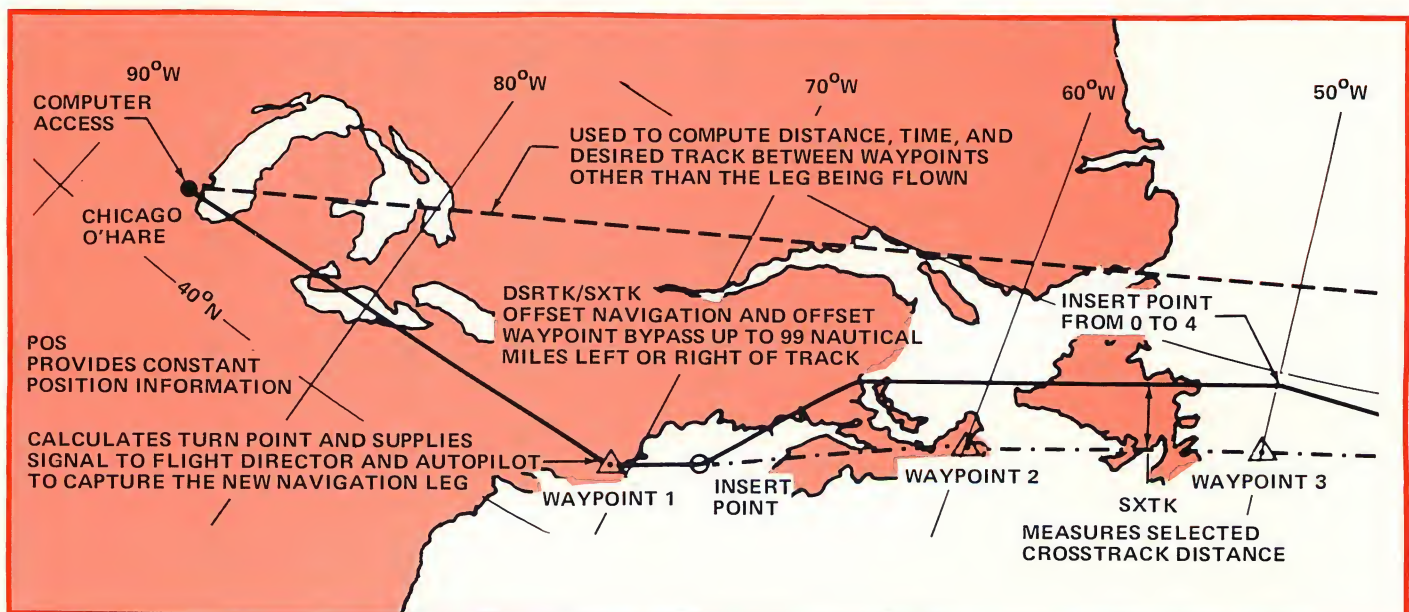 90°W
80°W
70°W
60°W
50°W
COMPUTER
ACCESS
USED TO COMPUTE DISTANCE, TIME, AND
DESIRED TRACK BETWEEN WAYPOINTS
OTHER THAN THE LEG BEING FLOWN
CHICAGO
O'HARE
40°N
DSRTK/SXTK
OFFSET NAVIGATION AND OFFSET
WAYPOINT BYPASS UP TO 99 NAUTICAL
MILES LEFT OR RIGHT OF TRACK
INSERT POINT
FROM 0 TO 4
POS
PROVIDES CONSTANT
POSITION INFORMATION
CALCULATES TURN POINT AND SUPPLIES
SIGNAL TO FLIGHT DIRECTOR AND AUTOPILOT
TO CAPTURE THE NEW NAVIGATION LEG
WAYPOINT 1
INSERT
POINT
WAYPOINT 2
WAYPOINT 3
SXTK
MEASURES SELECTED
CROSSTRACK DISTANCE